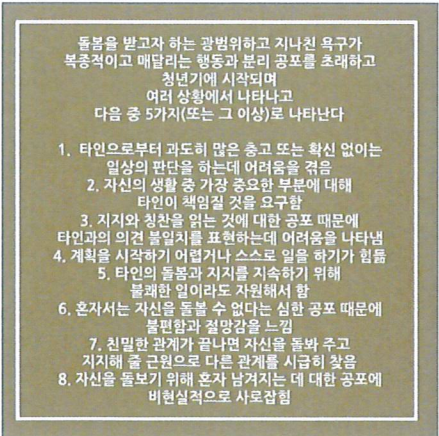 돌봄을 받고자 하는 광범위하고 지나친 욕구가
복종적이고 매달리는 행동과 분리 공포를 초래하고
청년기에 시작되며
여러 상황에서 나타나고
다음 중 5가지(또는 그 이상)로 나타난다
1. 타인으로부터 과도히 많은 충고 또는 확신 없이는
일상의 판단을 하는데 어려움을 겪음
2. 자신의 생활 중 가장 중요한 부분에 대해
타인이 책임질 것을 요구함
3. 지지와 칭찬을 잃는 것에 대한 공포 때문에
타인과의 의견 불일치를 표현하는데 어려움을 나타냄
4. 계획을 시작하기 어렵거나 스스로 일을 하기가 힘듦
5. 타인의 돌봄과 지지를 지속하기 위해
불쾌한 일이라도 자원해서 함
6. 혼자서는 자신을 돌볼 수 없다는 심한 공포 때문에
불편함과 절망감을 느낌
7. 친밀한 관계가 끝나면 자신을 돌봐 주고
지지해 줄 근원으로 다른 관계를 시급히 찾음
8. 자신을 돌보기 위해 혼자 남겨지는 데 대한 공포에
비현실적으로 사로잡힘